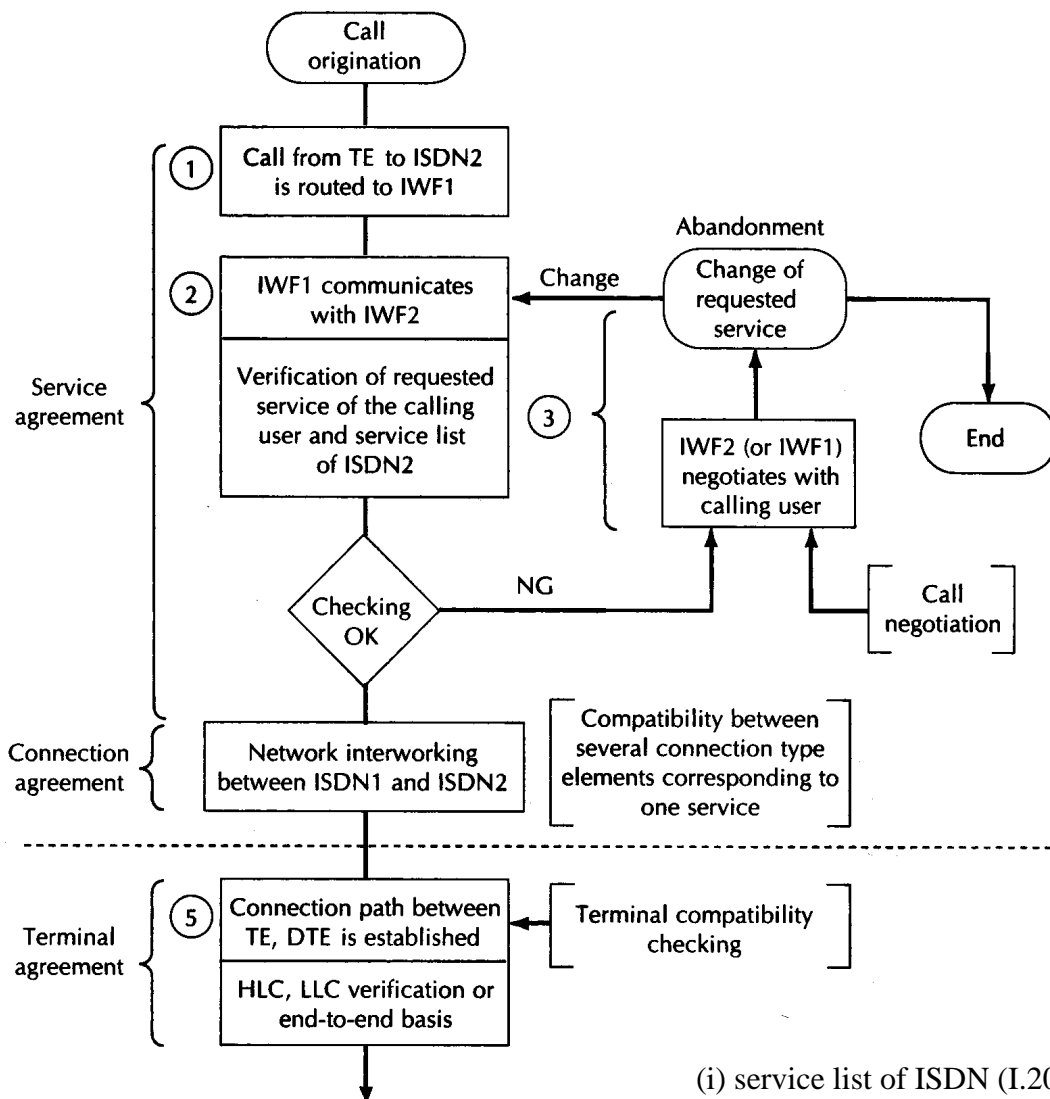 Call
origination
1
Call from TE to ISDN2
is routed to IWF1
Service
agreement
2
IWF1 communicates
with IWF2
Verification of requested
service of the calling
user and service list
of ISDN2
Change
Abandonment
Change of
requested
service
3
IWF2 (or IWF1)
negotiates with
calling user
End
Checking
OK
NG
Call
negotiation
Connection
agreement
Network interworking
between ISDN1 and ISDN2
Compatibility between
several connection type
elements corresponding to
one service
Terminal
agreement
5
Connection path between
TE, DTE is established
HLC, LLC verification or
end-to-end basis
Terminal compatibility
checking
(i) service list of ISDN (I.20